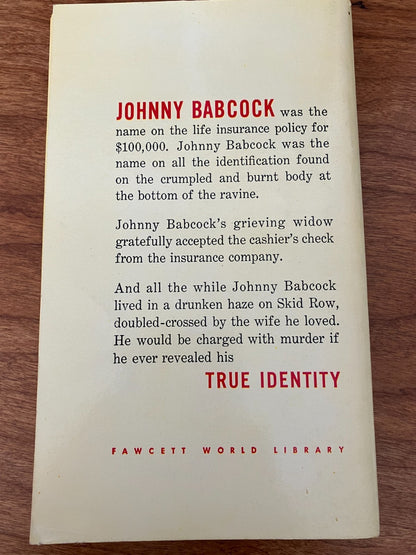 JOHNNY BABCOCK was the
name on the life insurance policy for
$100,000. Johnny Babcock was the
name on all the identification found
on the crumpled and burnt body at
the bottom of the ravine.
Johnny Babcock's grieving widow
gratefully accepted the cashier's check
from the insurance company.
And all the while Johnny Babcock
lived in a drunken haze on Skid Row,
doubled-crossed by the wife he loved.
He would be charged with murder if
he ever revealed his
TRUE IDENTITY
FAWCETT WORLD LIBRARY